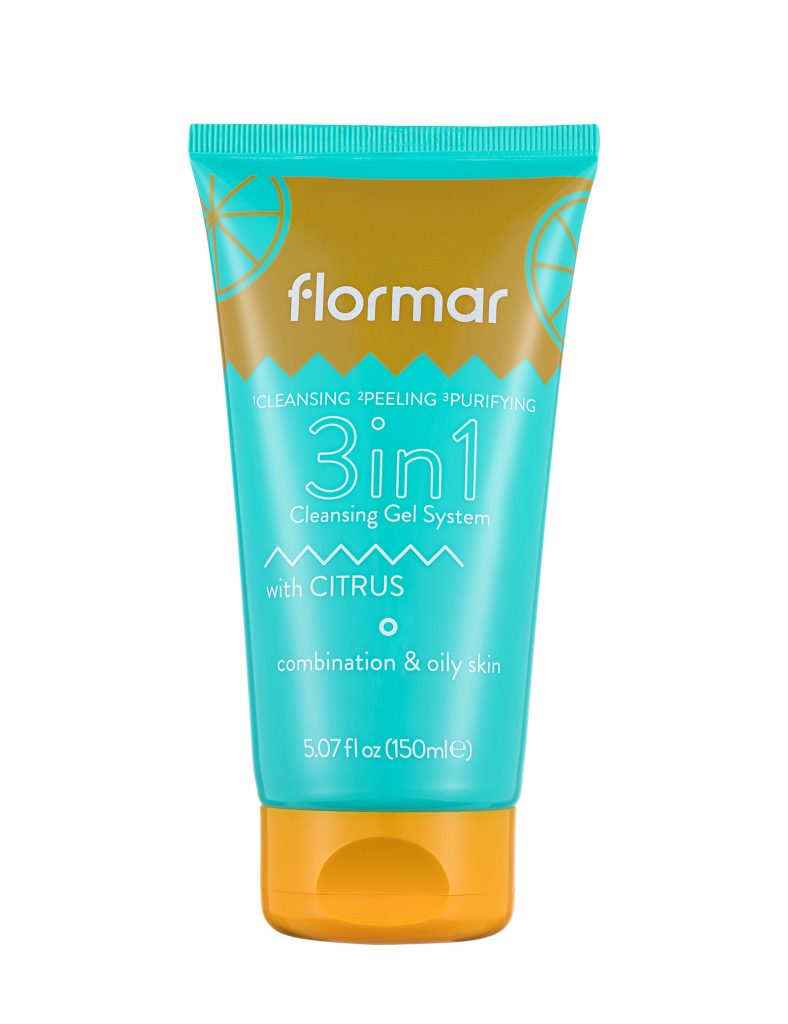 flormar
¹CLEANSING ²PEELING ³PURIFYING
3in1
Cleansing Gel System
with CITRUS
combination & oily skin
5.07 fl oz (150ml℮)